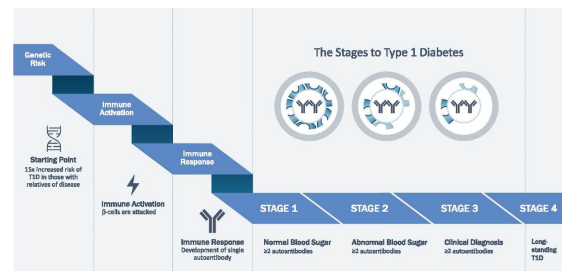 The Stages to Type 1 Diabetes
Genetic
Risk
Immune
Activation
Immune
Response
Starting Point
15x increased risk of
T1D in those with
relatives of disease
Immune Activation
β-cells are attacked
Immune Response
Development of single
autoantibody
STAGE 1
STAGE 2
STAGE 3
STAGE 4
Normal Blood Sugar
≥2 autoantibodies
Abnormal Blood Sugar
≥2 autoantibodies
Clinical Diagnosis
≥2 autoantibodies
Long-
standing
T1D